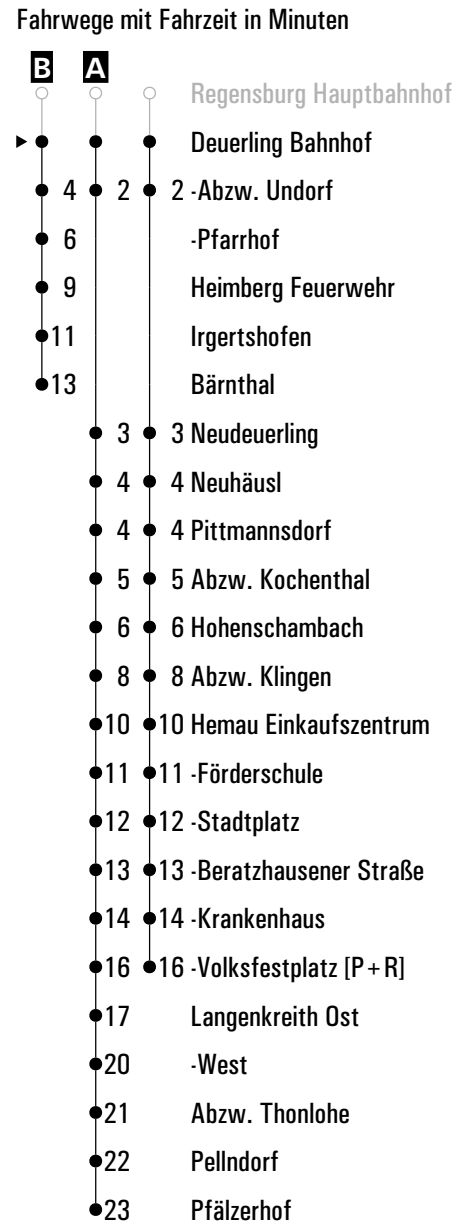 Fahrwege mit Fahrzeit in Minuten
B A
Regensburg Hauptbahnhof
Deuerling Bahnhof
4 2 2 -Abzw. Undorf
6 -Pfarrhof
9 Heimberg Feuerwehr
11 Irgertshofen
13 Bärnthal
3 3 Neudeuerling
4 4 Neuhäusl
4 4 Pittmannsdorf
5 5 Abzw. Kochenthal
6 6 Hohenschambach
8 8 Abzw. Klingen
10 10 Hemau Einkaufszentrum
11 11 -Förderschule
12 12 -Stadtplatz
13 13 -Beratzhausener Straße
14 14 -Krankenhaus
16 16 -Volksfestplatz [P+R]
17 Langenkreith Ost
20 -West
21 Abzw. Thonlohe
22 Pellndorf
23 Pfälzerhof